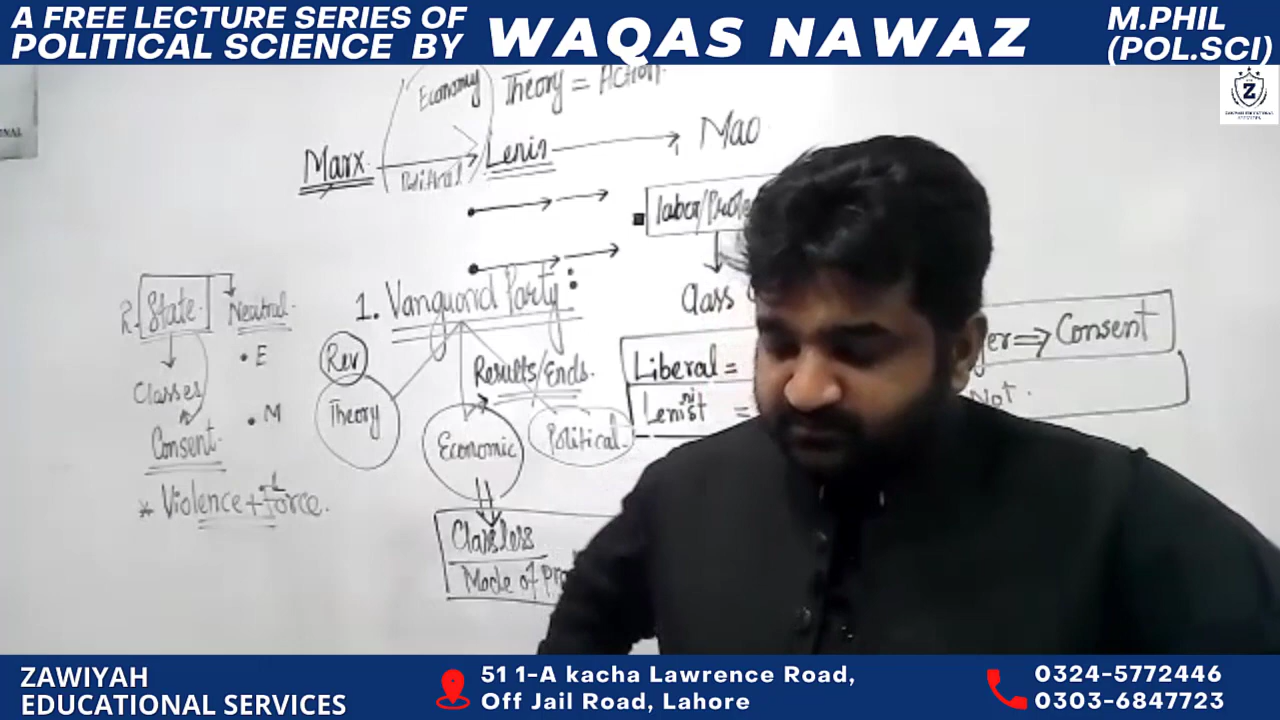 A FREE LECTURE SERIES OF
POLITICAL SCIENCE BY
WAQAS NAWAZ
M.PHIL
(POL.SCI)
Z
Economy
Theory = ACTION.
Marx
Political
Lenin
Mao
labor/
Class
2. State.
Neutral.
• E
• M
Classes
Consent.
* Violence + Force.
1. Vanguard Party:
Rev
Theory
Results/Ends.
Economic
Political.
Classless
Mode of
Liberal =
Leninist =
⇒ Consent
Not.
ZAWIYAH
EDUCATIONAL SERVICES
51 1-A kacha Lawrence Road,
Off Jail Road, Lahore
0324-5772446
0303-6847723